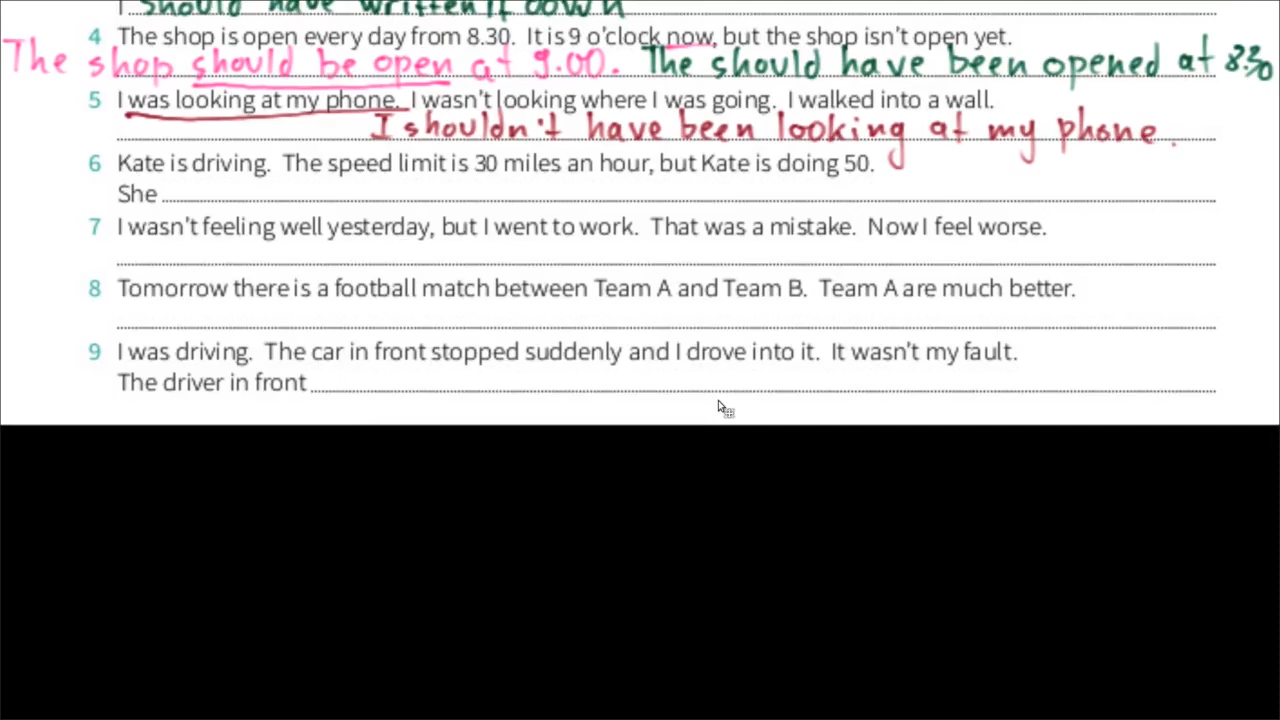 I should have written it down
4 The shop is open every day from 8.30. It is 9 o'clock now, but the shop isn't open yet.
The shop should be open at 9.00. The should have been opened at 8:30
5 I was looking at my phone. I wasn't looking where I was going. I walked into a wall.
I shouldn't have been looking at my phone.
6 Kate is driving. The speed limit is 30 miles an hour, but Kate is doing 50.
She
7 I wasn't feeling well yesterday, but I went to work. That was a mistake. Now I feel worse.
8 Tomorrow there is a football match between Team A and Team B. Team A are much better.
9 I was driving. The car in front stopped suddenly and I drove into it. It wasn't my fault.
The driver in front